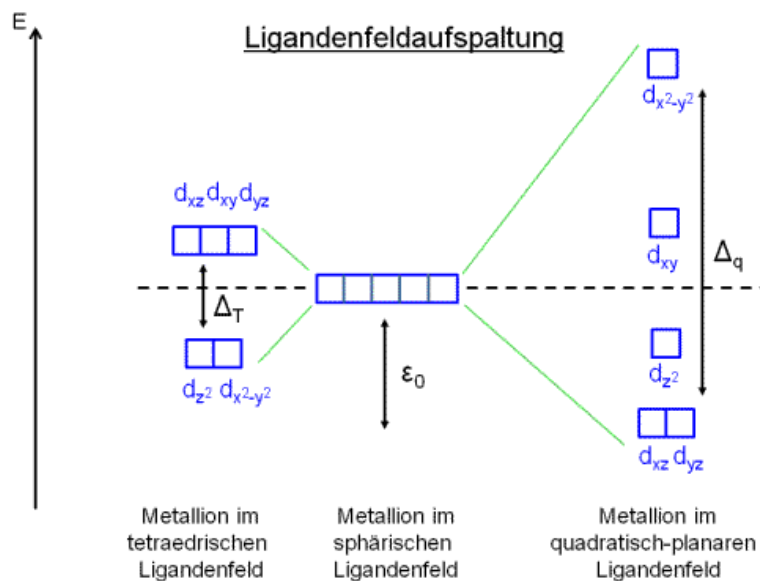 E
Ligandenfeldaufspaltung
dx²-y²
dxz dxy dyz
dxy
Δq
ΔT
dz²
ε0
dz² dx²-y²
dxz dyz
Metallion im
tetraedrischen
Ligandenfeld
Metallion im
sphärischen
Ligandenfeld
Metallion im
quadratisch-planaren
Ligandenfeld